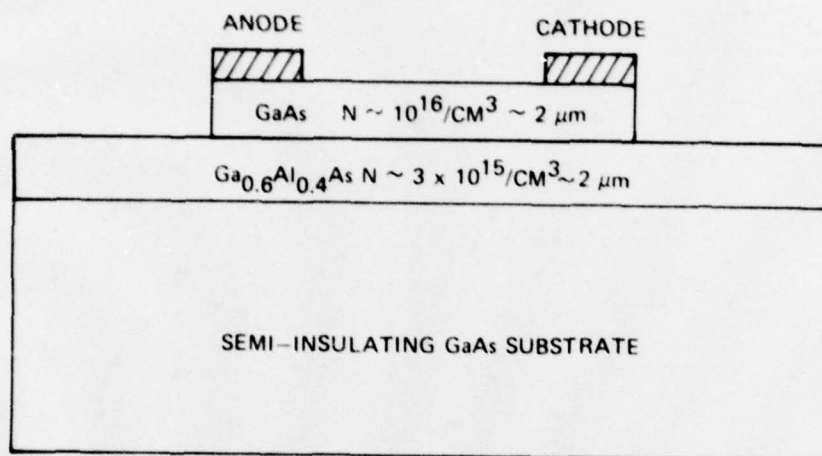 ANODE
CATHODE
GaAs N ~ 10^16/CM^3 ~ 2 μm
Ga0.6Al0.4As N ~ 3 x 10^15/CM^3~2 μm
SEMI-INSULATING GaAs SUBSTRATE